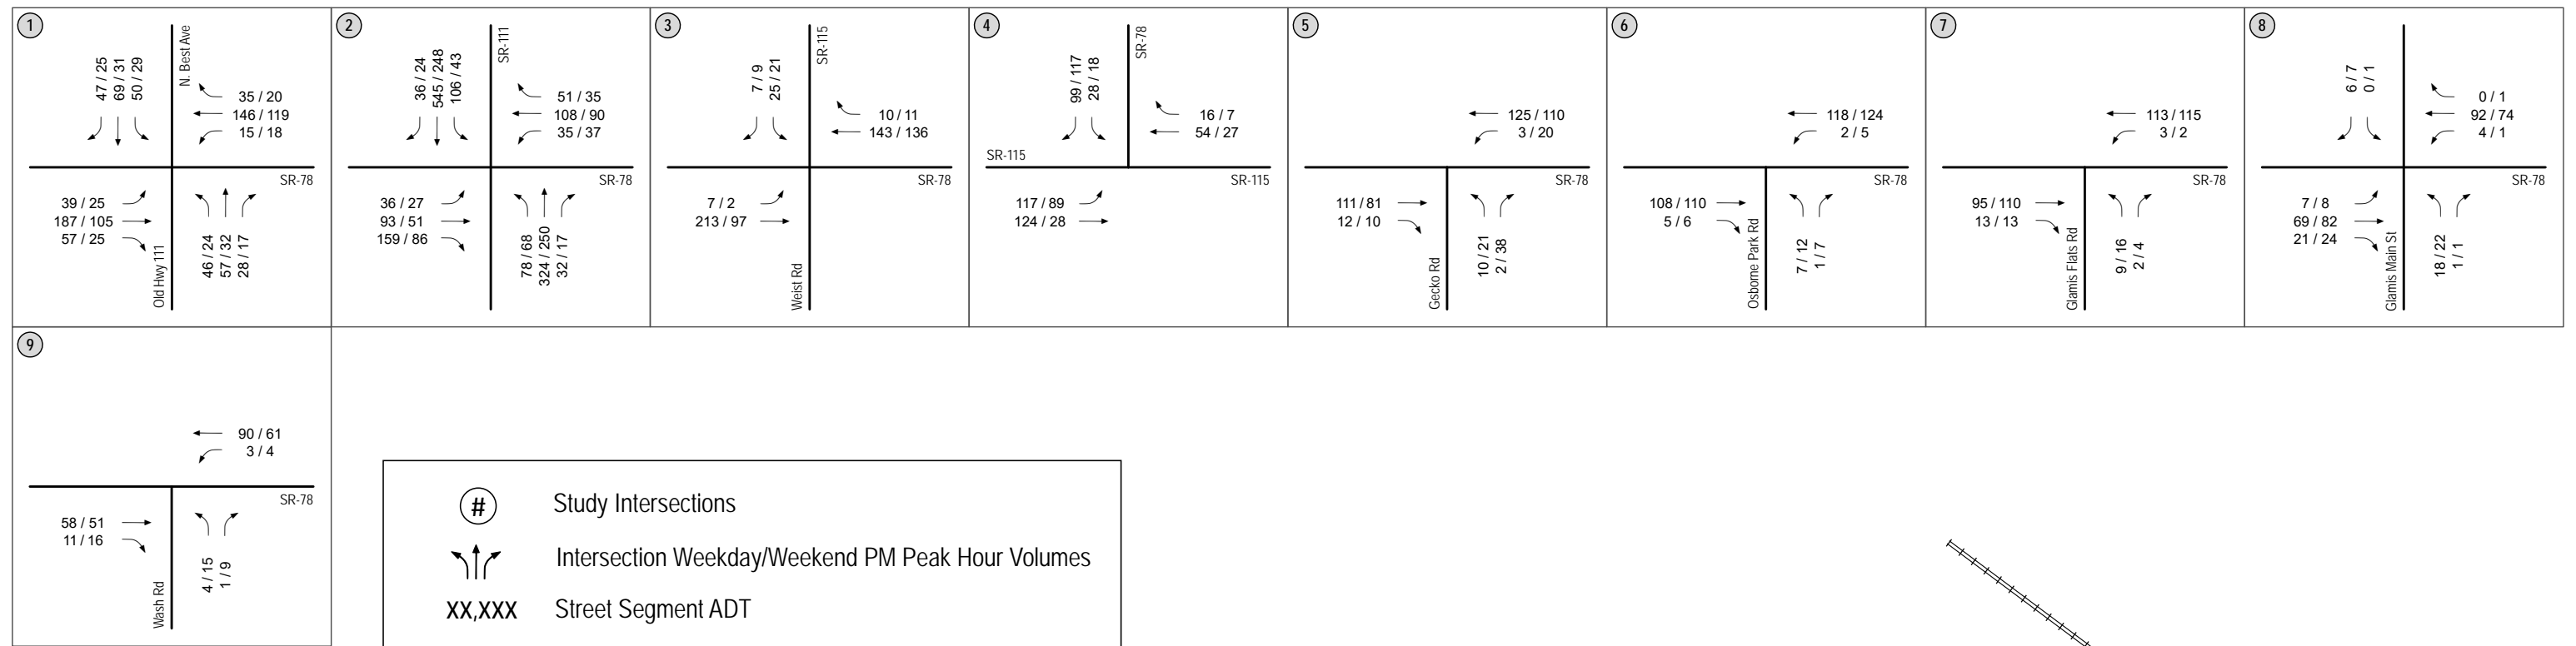 1
N. Best Ave
47 / 25
69 / 31
50 / 29
35 / 20
146 / 119
15 / 18
SR-78
39 / 25
187 / 105
57 / 25
Old Hwy 111
46 / 24
57 / 32
28 / 17
2
SR-111
36 / 24
545 / 248
106 / 43
51 / 35
108 / 90
35 / 37
SR-78
36 / 27
93 / 51
159 / 86
78 / 68
324 / 250
32 / 17
3
SR-115
7 / 9
25 / 21
10 / 11
143 / 136
SR-78
7 / 2
213 / 97
Weist Rd
4
SR-78
99 / 117
28 / 18
16 / 7
54 / 27
SR-115
SR-115
117 / 89
124 / 28
5
125 / 110
3 / 20
SR-78
111 / 81
12 / 10
Gecko Rd
10 / 21
2 / 38
6
118 / 124
2 / 5
SR-78
108 / 110
5 / 6
Osborne Park Rd
7 / 12
1 / 7
7
113 / 115
3 / 2
SR-78
95 / 110
13 / 13
Glamis Flats Rd
9 / 16
2 / 4
8
6 / 7
0 / 1
0 / 1
92 / 74
4 / 1
SR-78
7 / 8
69 / 82
21 / 24
Glamis Main St
18 / 22
1 / 1
9
90 / 61
3 / 4
SR-78
58 / 51
11 / 16
Wash Rd
4 / 15
1 / 9
# Study Intersections
Intersection Weekday/Weekend PM Peak Hour Volumes
XX,XXX Street Segment ADT